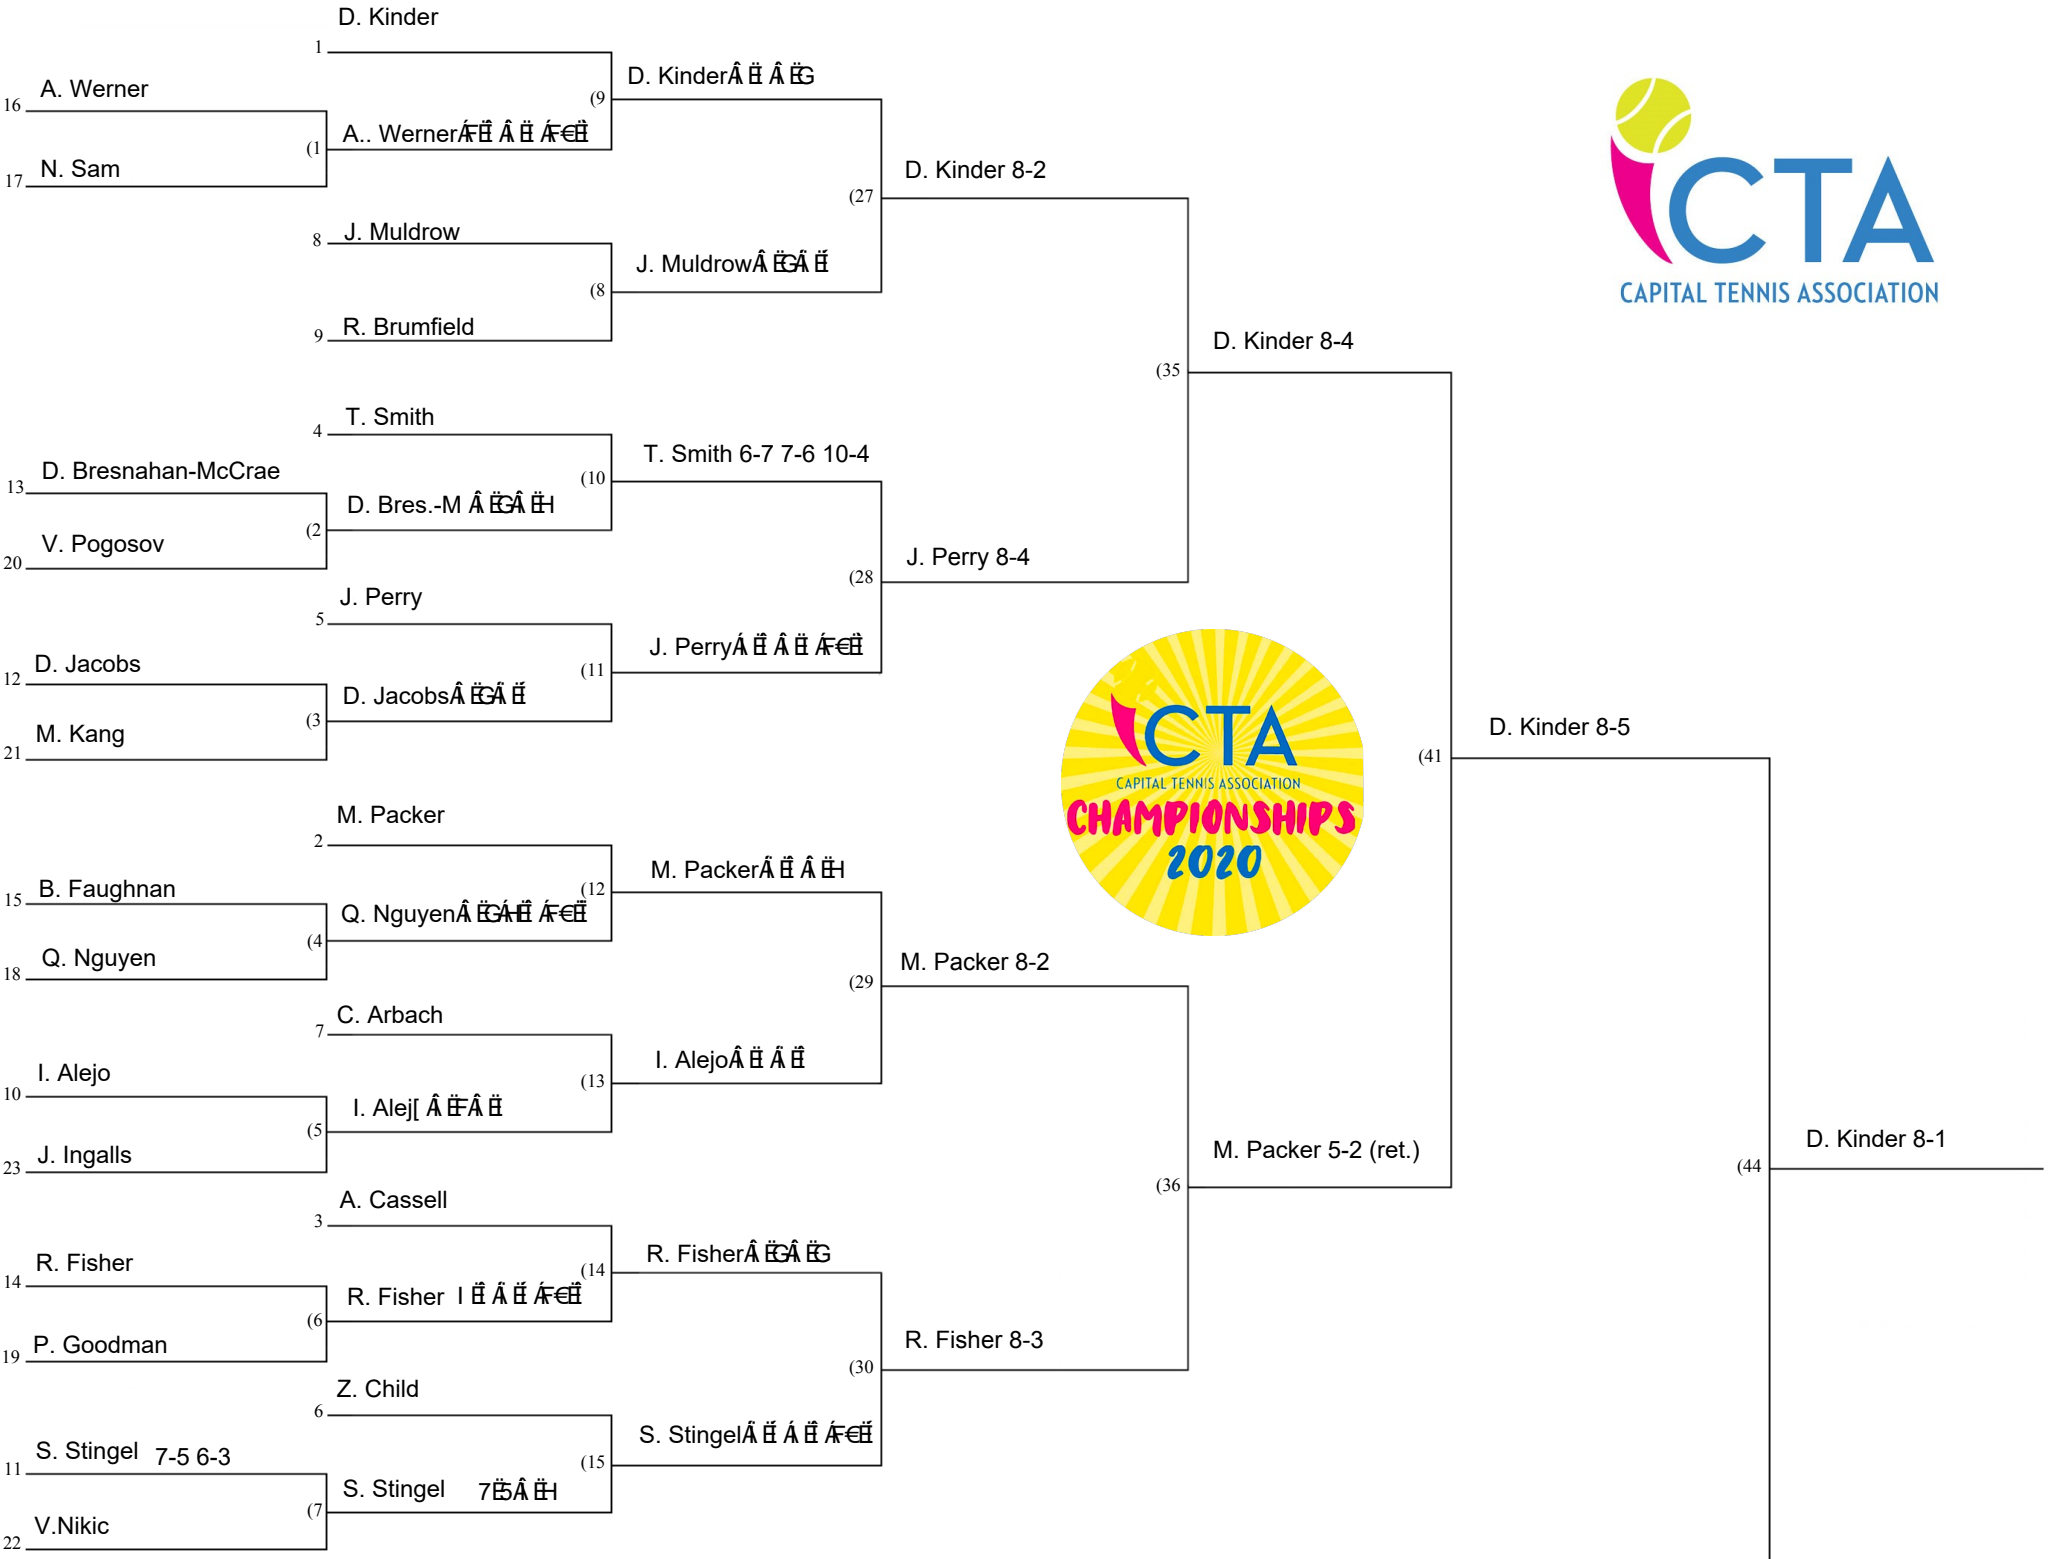 D. Kinder
1
D. Kinder
(9
A. Werner
16
A.. Werner
(1
N. Sam
17
D. Kinder 8-2
(27
J. Muldrow
8
J. Muldrow
(8
R. Brumfield
9
CTA
CAPITAL TENNIS ASSOCIATION
D. Kinder 8-4
(35
T. Smith
4
T. Smith 6-7 7-6 10-4
(10
D. Bresnahan-McCrae
13
D. Bres.-M
(2
V. Pogosov
20
J. Perry 8-4
(28
J. Perry
5
J. Perry
(11
D. Jacobs
12
D. Jacobs
(3
M. Kang
21
CTA
CAPITAL TENNIS ASSOCIATION
CHAMPIONSHIPS
2020
D. Kinder 8-5
(41
M. Packer
2
M. Packer
(12
B. Faughnan
15
Q. Nguyen
(4
Q. Nguyen
18
M. Packer 8-2
(29
C. Arbach
7
I. Alejo
(13
I. Alejo
10
I. Alej[
(5
J. Ingalls
23
M. Packer 5-2 (ret.)
(36
D. Kinder 8-1
(44
A. Cassell
3
R. Fisher
(14
R. Fisher
14
R. Fisher
(6
P. Goodman
19
R. Fisher 8-3
(30
Z. Child
6
S. Stingel
(15
S. Stingel 7-5 6-3
11
S. Stingel
(7
V.Nikic
22